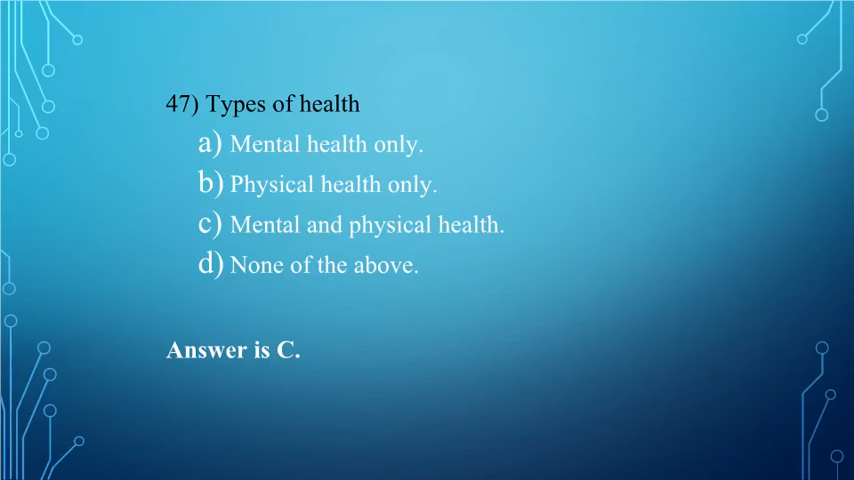 47) Types of health
a) Mental health only.
b) Physical health only.
c) Mental and physical health.
d) None of the above.
Answer is C.